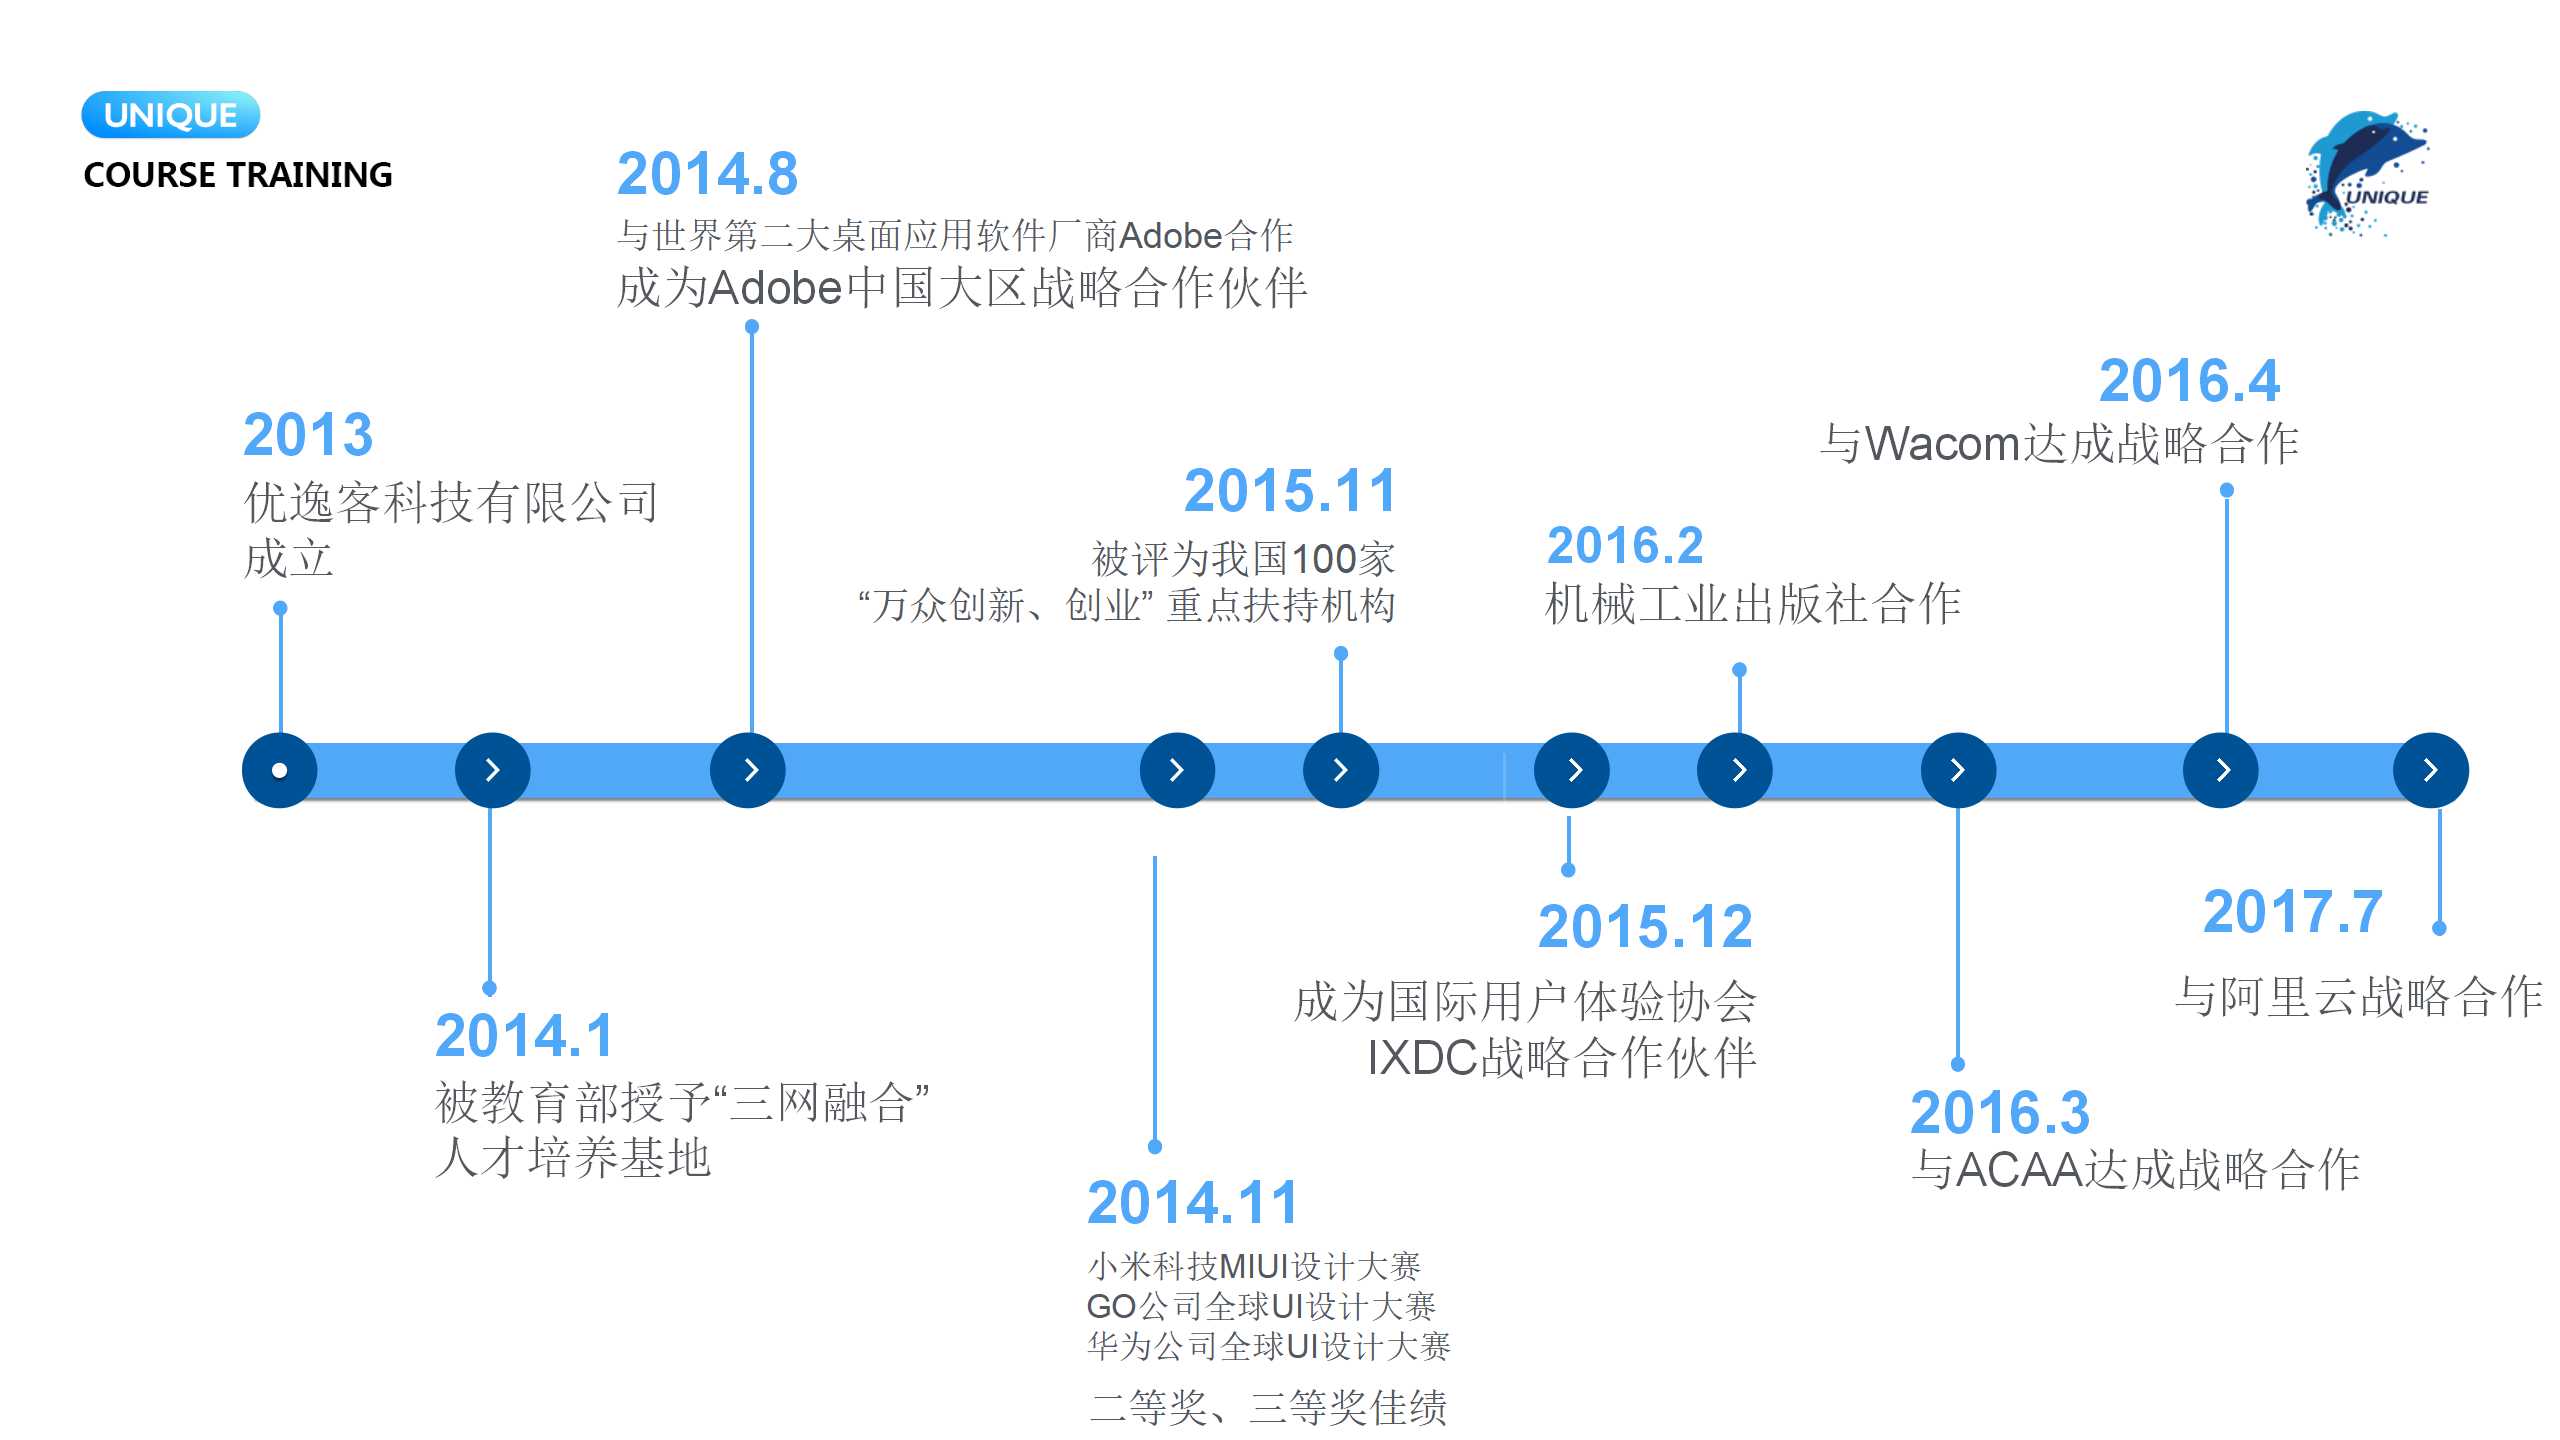 UNIQUE
COURSE TRAINING
UNIQUE
2013
优逸客科技有限公司
成立
2014.1
被教育部授予“三网融合”
人才培养基地
2014.8
与世界第二大桌面应用软件厂商Adobe合作
成为Adobe中国大区战略合作伙伴
2014.11
小米科技MIUI设计大赛
GO公司全球UI设计大赛
华为公司全球UI设计大赛
二等奖、三等奖佳绩
2015.11
被评为我国100家
“万众创新、创业” 重点扶持机构
2015.12
成为国际用户体验协会
IXDC战略合作伙伴
2016.2
机械工业出版社合作
2016.3
与ACAA达成战略合作
2016.4
与Wacom达成战略合作
2017.7
与阿里云战略合作